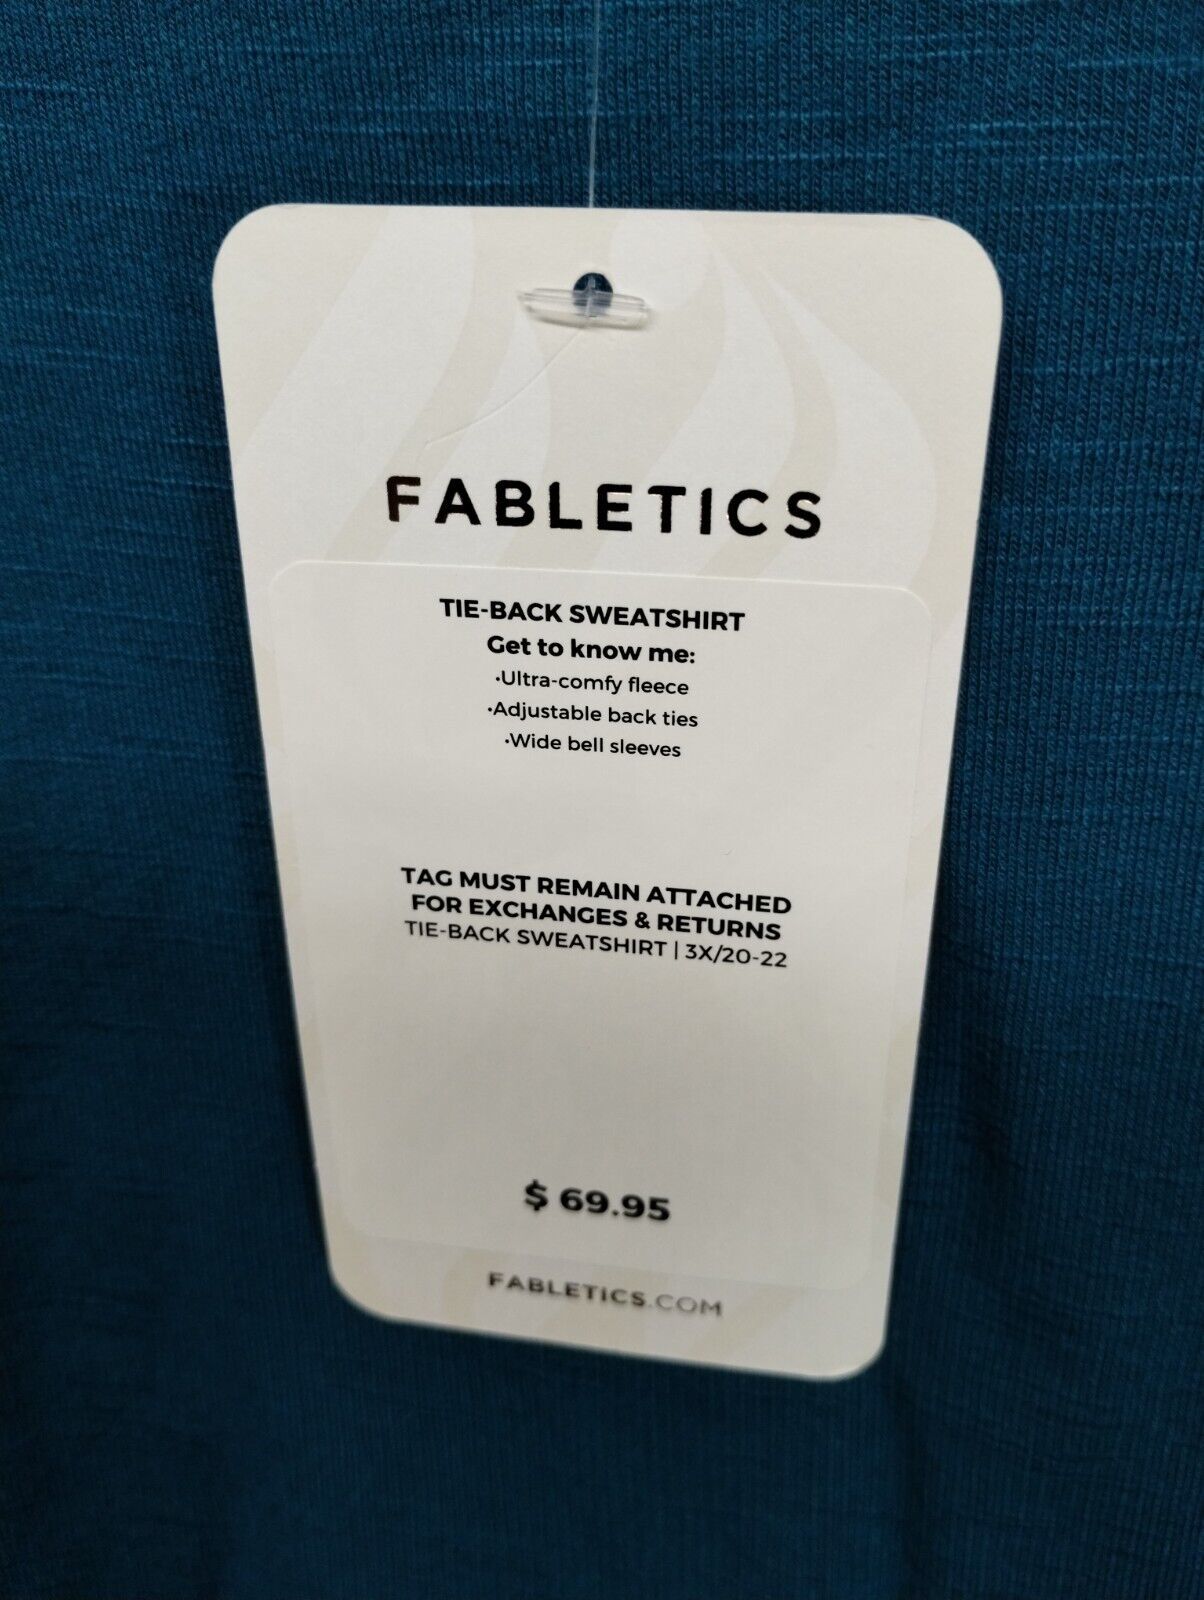 FABLETICS
TIE-BACK SWEATSHIRT
Get to know me:
•Ultra-comfy fleece
•Adjustable back ties
•Wide bell sleeves
TAG MUST REMAIN ATTACHED
FOR EXCHANGES & RETURNS
TIE-BACK SWEATSHIRT | 3X/20-22
$ 69.95
FABLETICS.COM